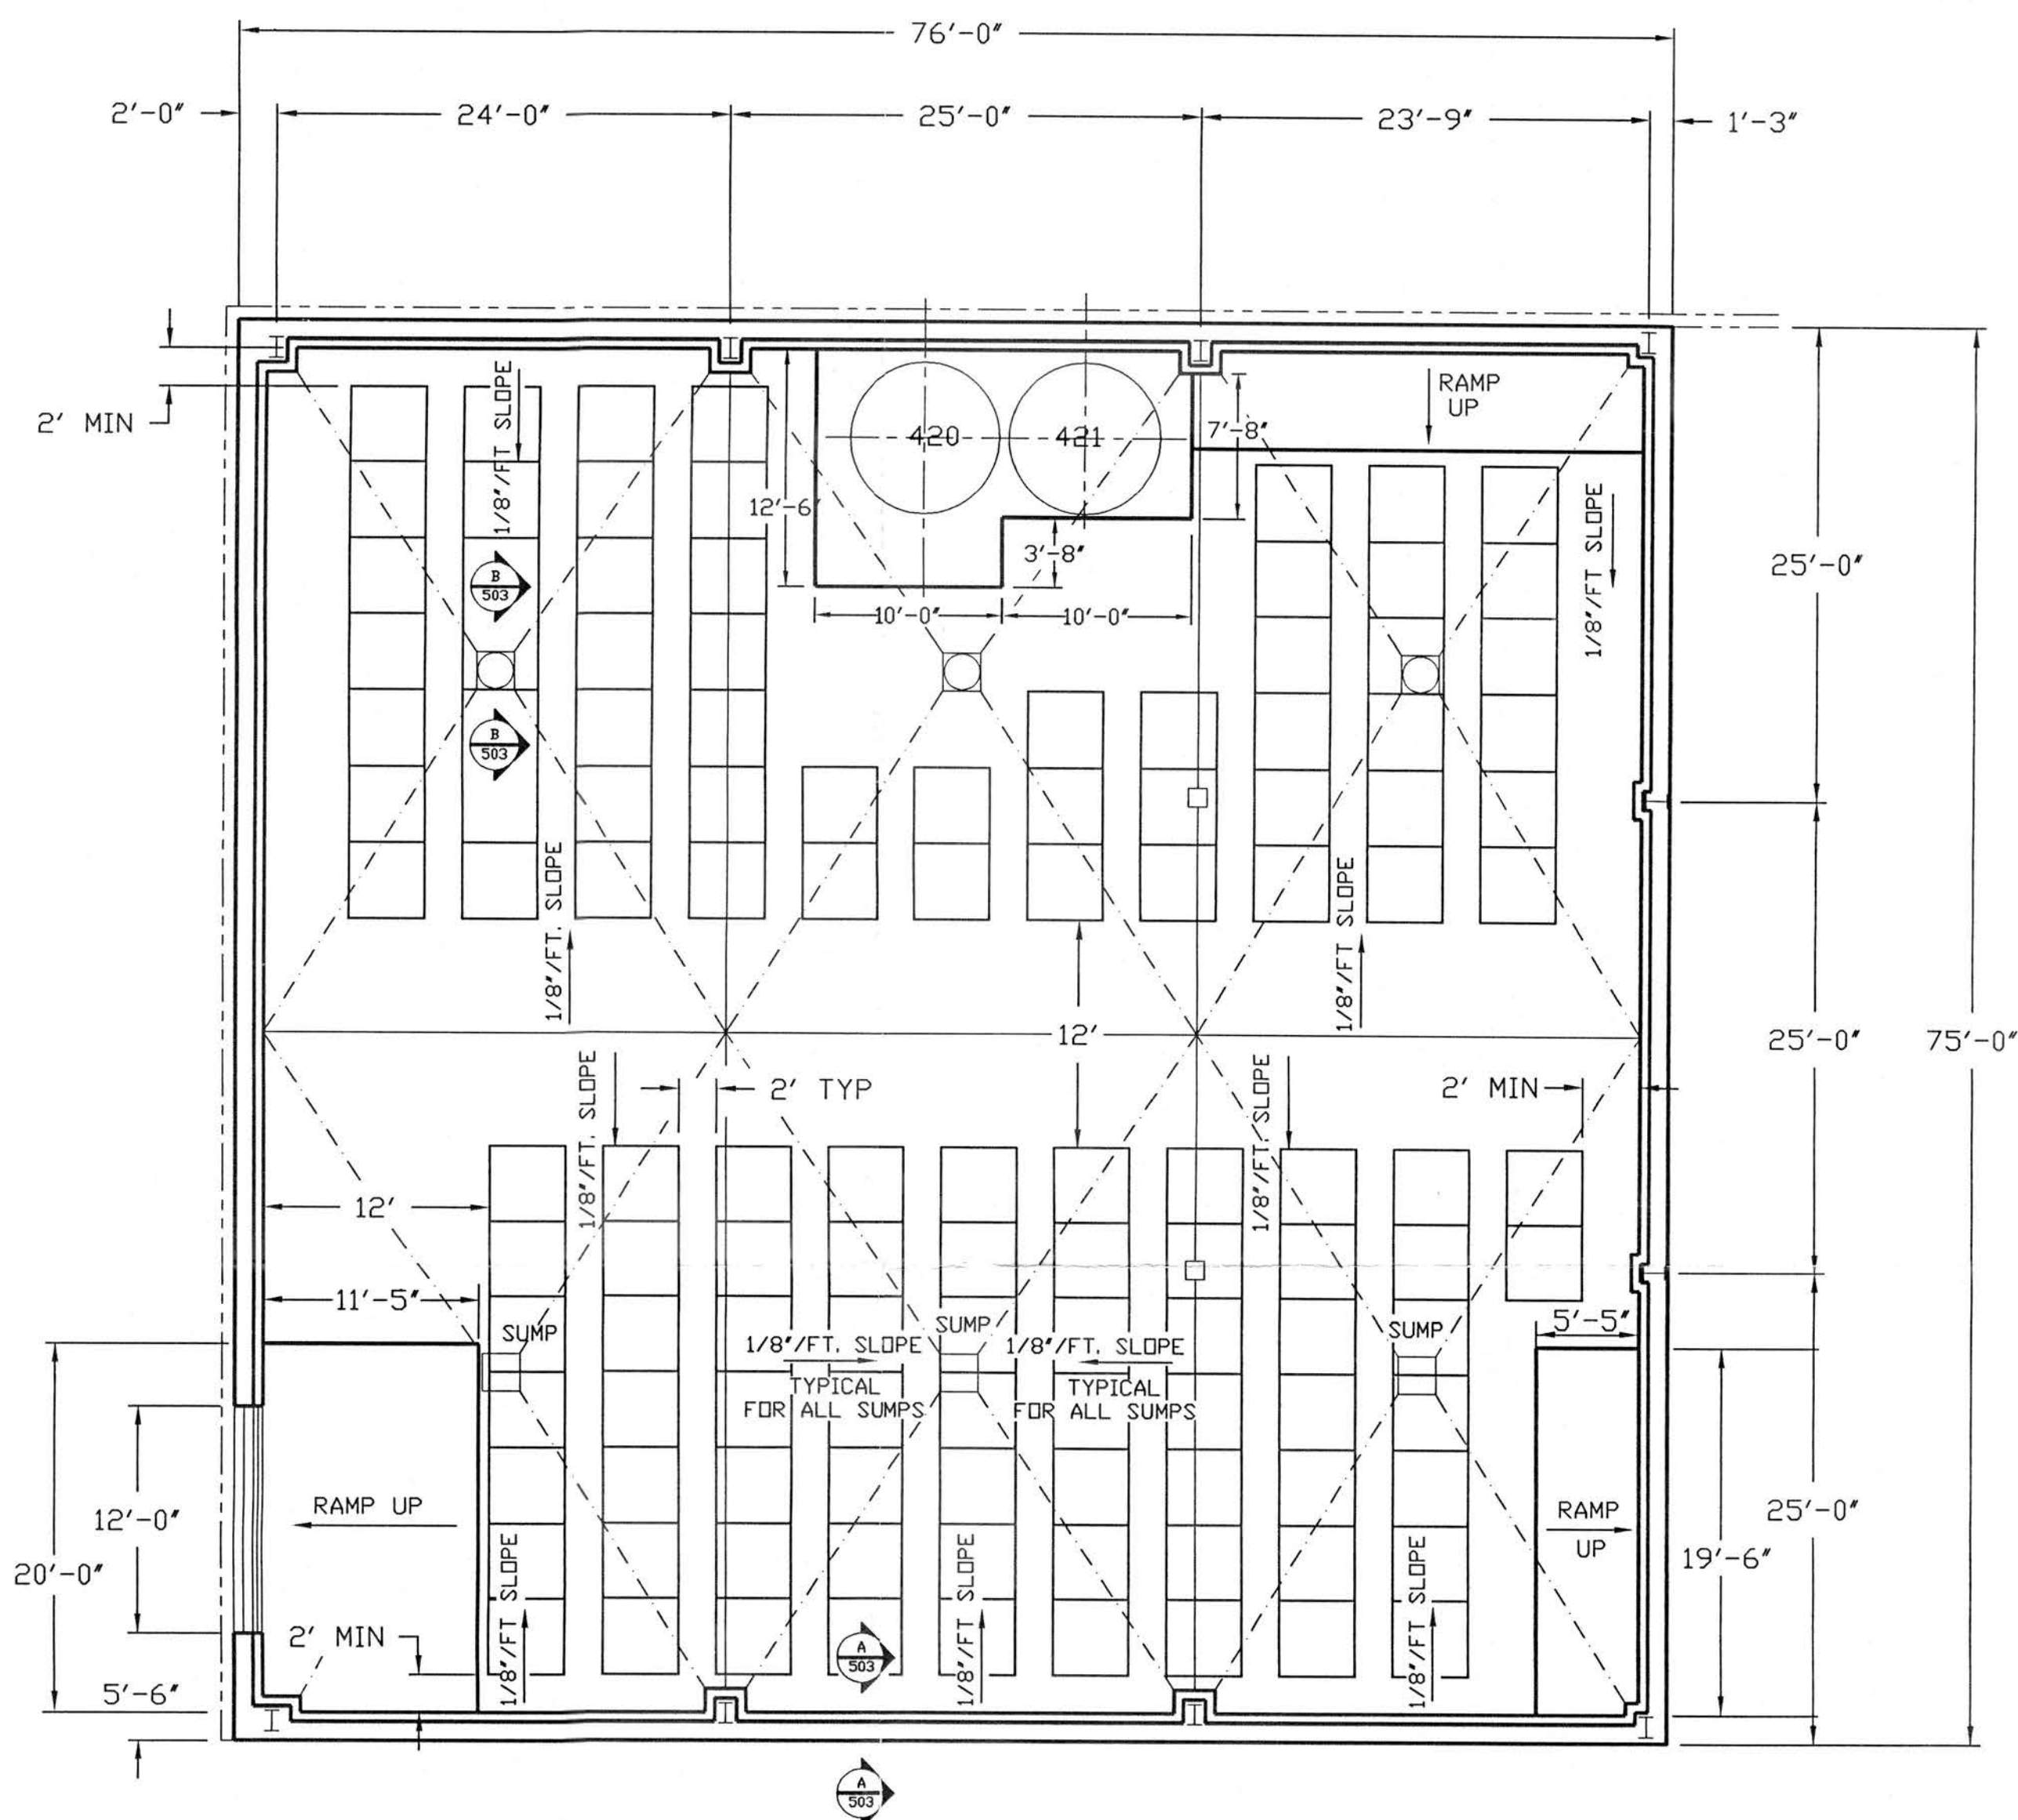 76'-0"
2'-0"
24'-0"
25'-0"
23'-9"
1'-3"
2' MIN
1/8"/FT SLOPE
RAMP
UP
420
421
7'-8"
12'-6
3'-8"
10'-0"
10'-0"
1/8"/FT SLOPE
25'-0"
B
503
B
503
1/8"/FT. SLOPE
1/8"/FT SLOPE
12'
25'-0"
75'-0"
1/8"/FT. SLOPE
2' TYP
1/8"/FT. SLOPE
2' MIN
12'
11'-5"
SUMP
1/8"/FT. SLOPE
TYPICAL
FOR ALL SUMPS
SUMP
1/8"/FT. SLOPE
TYPICAL
FOR ALL SUMPS
SUMP
5'-5"
12'-0"
20'-0"
RAMP UP
RAMP
UP
19'-6"
25'-0"
2' MIN
1/8"/FT SLOPE
1/8"/FT SLOPE
1/8"/FT SLOPE
5'-6"
A
503
A
503